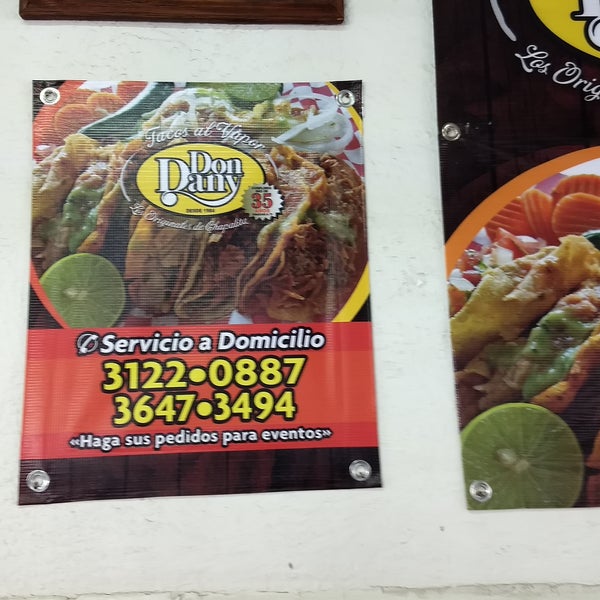 Tacos al Vapor
Don
Dany
DESDE 1984
35
Los Originales de Chapalita
Servicio a Domicilio
3122•0887
3647•3494
«Haga sus pedidos para eventos»
Los Orig